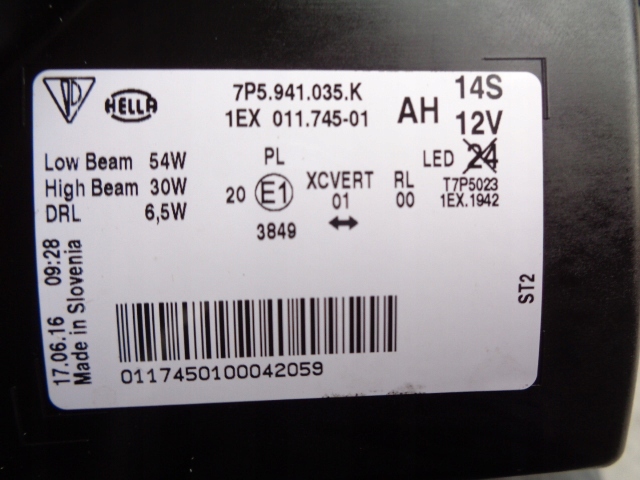 HELLA
7P5.941.035.K
1EX 011.745-01
AH
14S
12V
Low Beam 54W
High Beam 30W
DRL 6,5W
PL
20 E1
3849
XCVERT
01
RL
00
LED 24
T7P5023
1EX.1942
17.06.16 09:28
Made in Slovenia
ST2
0117450100042059